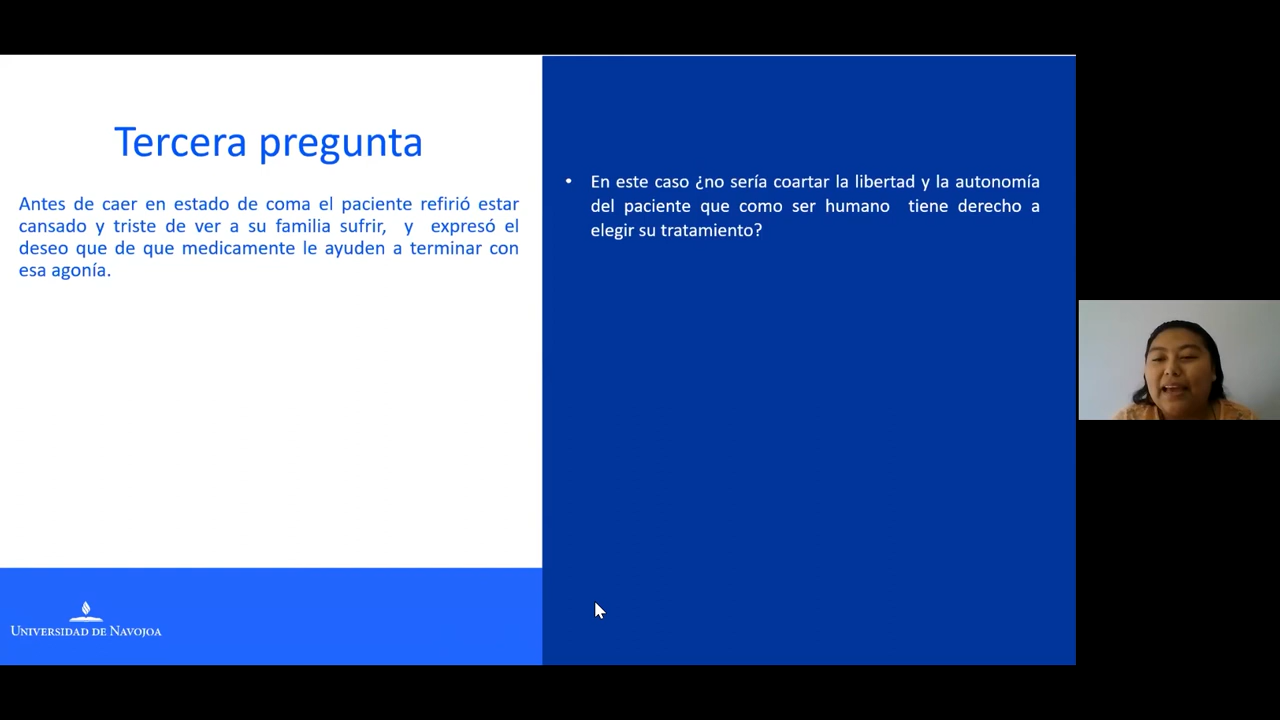 Tercera pregunta
Antes de caer en estado de coma el paciente refirió estar
cansado y triste de ver a su familia sufrir, y expresó el
deseo que de que medicamente le ayuden a terminar con
esa agonía.
• En este caso ¿no sería coartar la libertad y la autonomía
del paciente que como ser humano tiene derecho a
elegir su tratamiento?
UNIVERSIDAD DE NAVOJOA